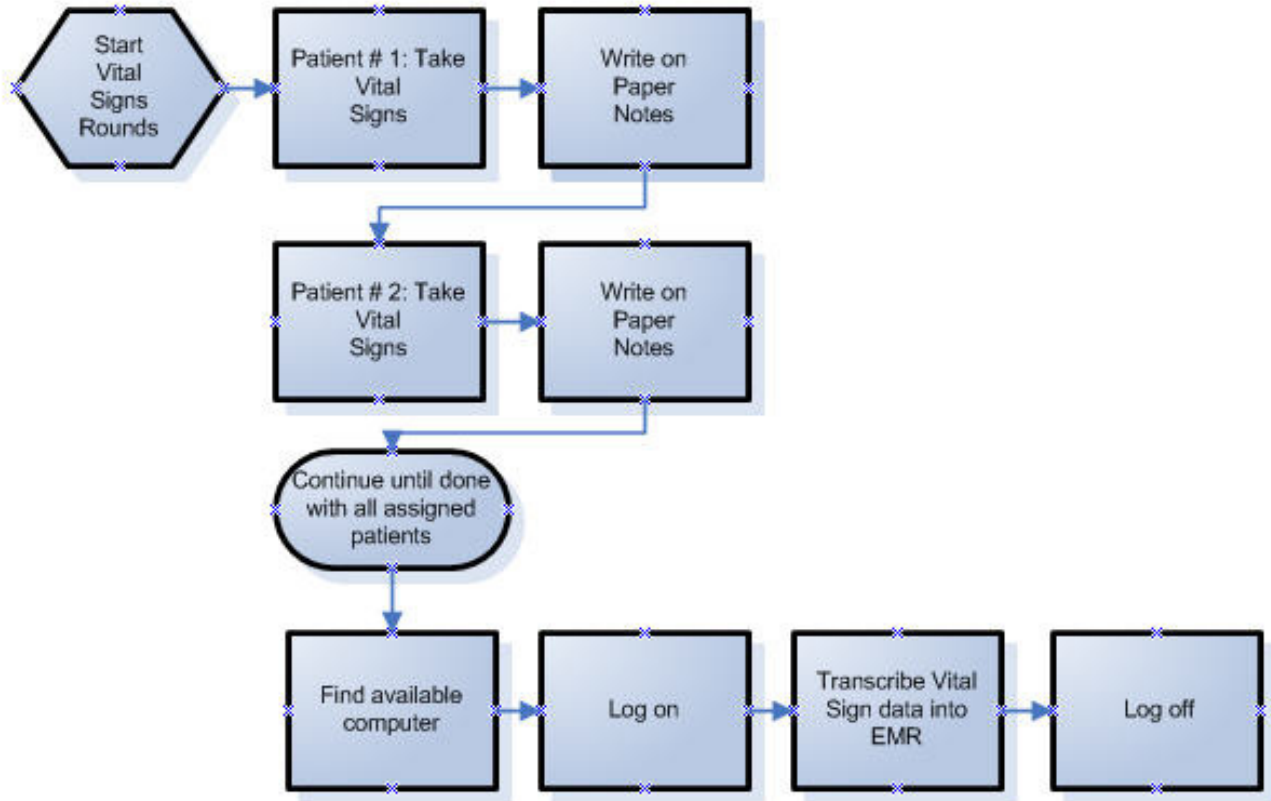 Start
Vital
Signs
Rounds
Patient # 1: Take
Vital
Signs
Write on
Paper
Notes
Patient # 2: Take
Vital
Signs
Write on
Paper
Notes
Continue until done
with all assigned
patients
Find available
computer
Log on
Transcribe Vital
Sign data into
EMR
Log off